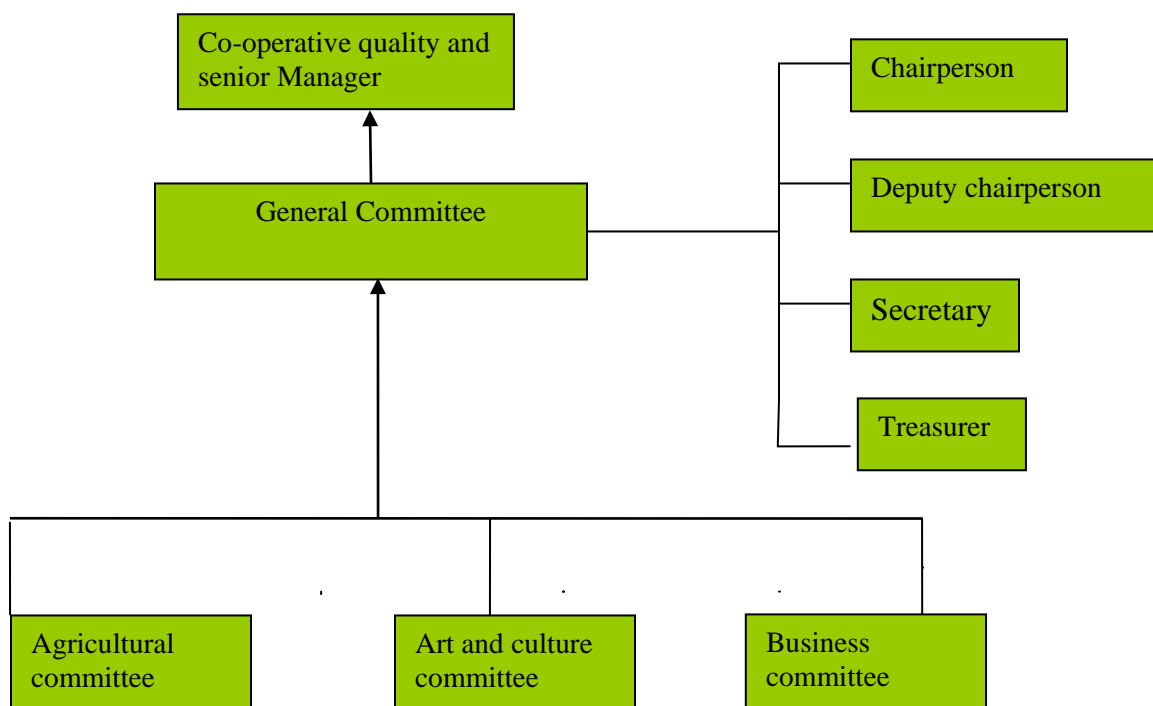 Co-operative quality and
senior Manager
Chairperson
Deputy chairperson
General Committee
Secretary
Treasurer
Agricultural
committee
Art and culture
committee
Business
committee